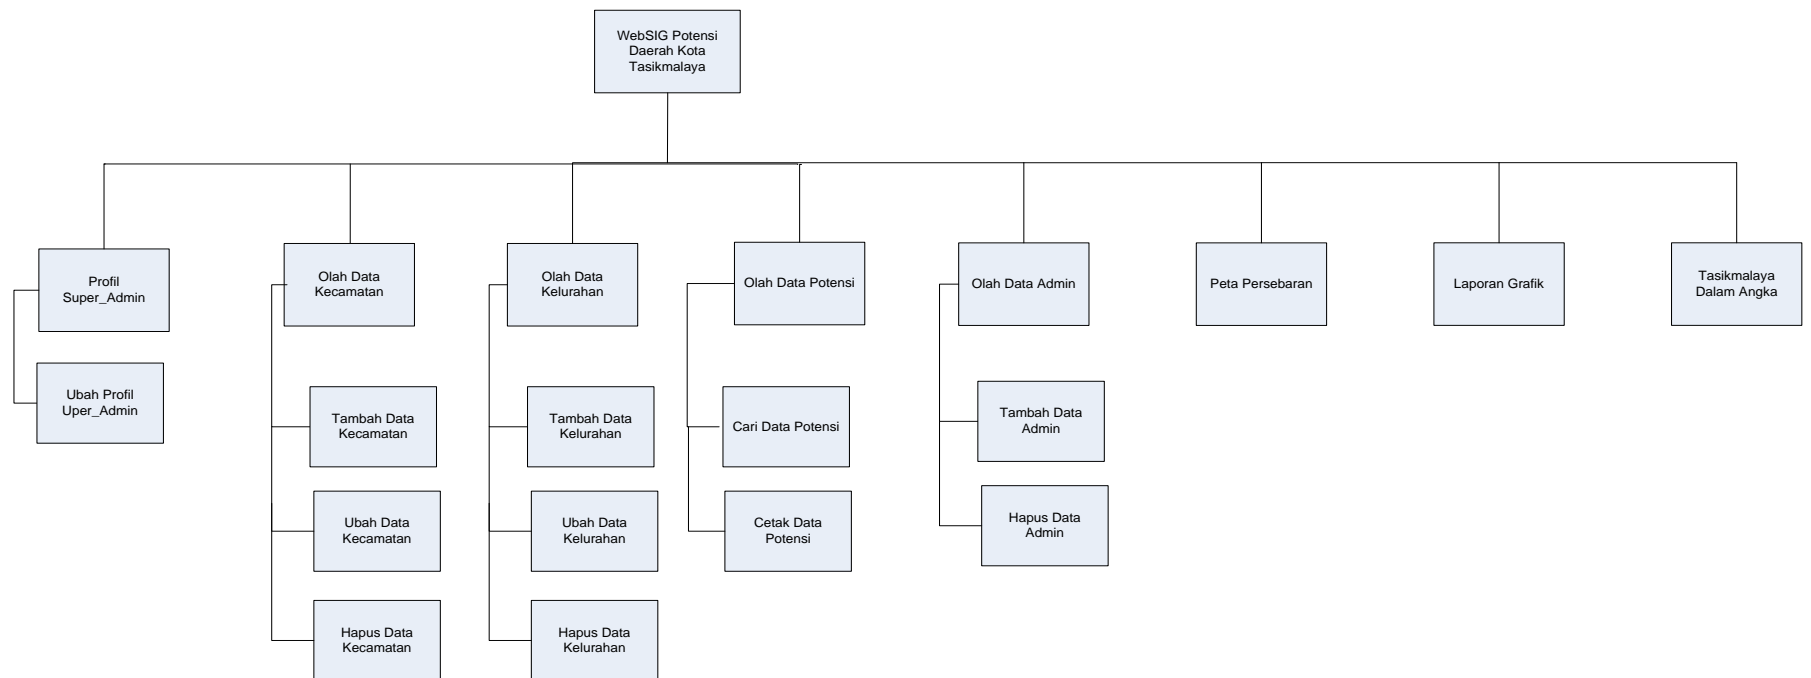 WebSIG Potensi
Daerah Kota
Tasikmalaya
Profil
Super_Admin
Olah Data
Kecamatan
Olah Data
Kelurahan
Olah Data Potensi
Olah Data Admin
Peta Persebaran
Laporan Grafik
Tasikmalaya
Dalam Angka
Ubah Profil
Uper_Admin
Tambah Data
Kecamatan
Tambah Data
Kelurahan
Cari Data Potensi
Tambah Data
Admin
Ubah Data
Kecamatan
Ubah Data
Kelurahan
Cetak Data
Potensi
Hapus Data
Admin
Hapus Data
Kecamatan
Hapus Data
Kelurahan